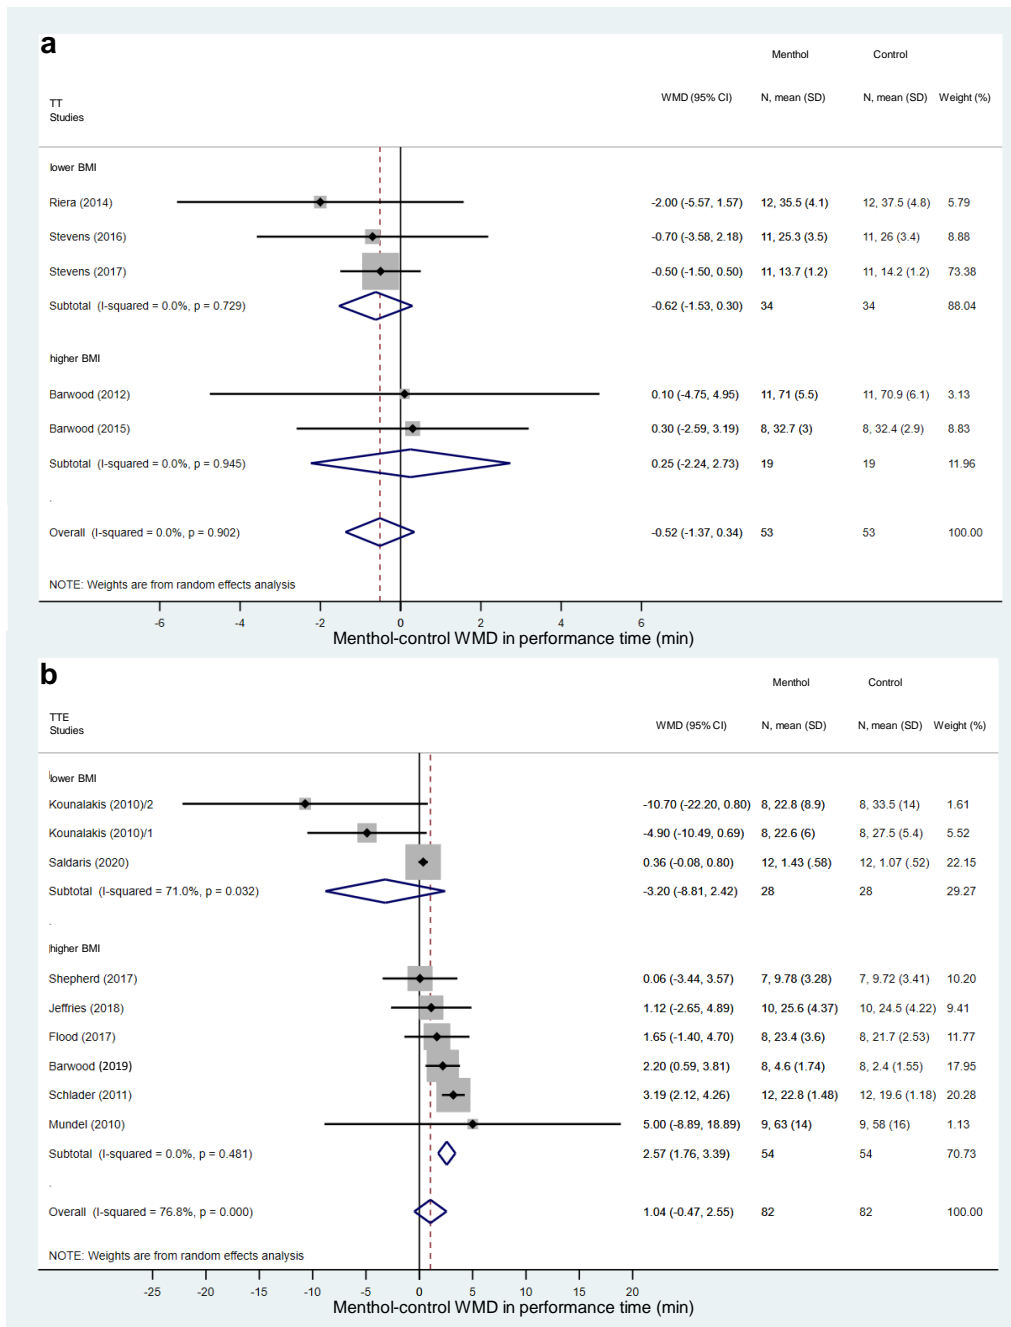 a
Menthol Control
WMD (95% CI) N, mean (SD) N, mean (SD) Weight (%)
TT
Studies
lower BMI
Riera (2014) -2.00 (-5.57, 1.57) 12, 35.5 (4.1) 12, 37.5 (4.8) 5.79
Stevens (2016) -0.70 (-3.58, 2.18) 11, 25.3 (3.5) 11, 26 (3.4) 8.88
Stevens (2017) -0.50 (-1.50, 0.50) 11, 13.7 (1.2) 11, 14.2 (1.2) 73.38
Subtotal (I-squared = 0.0%, p = 0.729) -0.62 (-1.53, 0.30) 34 34 88.04
higher BMI
Barwood (2012) 0.10 (-4.75, 4.95) 11, 71 (5.5) 11, 70.9 (6.1) 3.13
Barwood (2015) 0.30 (-2.59, 3.19) 8, 32.7 (3) 8, 32.4 (2.9) 8.83
Subtotal (I-squared = 0.0%, p = 0.945) 0.25 (-2.24, 2.73) 19 19 11.96
.
Overall (I-squared = 0.0%, p = 0.902) -0.52 (-1.37, 0.34) 53 53 100.00
NOTE: Weights are from random effects analysis
-6 -4 -2 0 2 4 6
Menthol-control WMD in performance time (min)
b
Menthol Control
TTE
WMD (95% CI) N, mean (SD) N, mean (SD) Weight (%)
Studies
lower BMI
Kounalakis (2010)/2 -10.70 (-22.20, 0.80) 8, 22.8 (8.9) 8, 33.5 (14) 1.61
Kounalakis (2010)/1 -4.90 (-10.49, 0.69) 8, 22.6 (6) 8, 27.5 (5.4) 5.52
Saldaris (2020) 0.36 (-0.08, 0.80) 12, 1.43 (.58) 12, 1.07 (.52) 22.15
Subtotal (I-squared = 71.0%, p = 0.032) -3.20 (-8.81, 2.42) 28 28 29.27
.
higher BMI
Shepherd (2017) 0.06 (-3.44, 3.57) 7, 9.78 (3.28) 7, 9.72 (3.41) 10.20
Jeffries (2018) 1.12 (-2.65, 4.89) 10, 25.6 (4.37) 10, 24.5 (4.22) 9.41
Flood (2017) 1.65 (-1.40, 4.70) 8, 23.4 (3.6) 8, 21.7 (2.53) 11.77
Barwood (2019) 2.20 (0.59, 3.81) 8, 4.6 (1.74) 8, 2.4 (1.55) 17.95
Schlader (2011) 3.19 (2.12, 4.26) 12, 22.8 (1.48) 12, 19.6 (1.18) 20.28
Mundel (2010) 5.00 (-8.89, 18.89) 9, 63 (14) 9, 58 (16) 1.13
Subtotal (I-squared = 0.0%, p = 0.481) 2.57 (1.76, 3.39) 54 54 70.73
.
Overall (I-squared = 76.8%, p = 0.000) 1.04 (-0.47, 2.55) 82 82 100.00
NOTE: Weights are from random effects analysis
-25 -20 -15 -10 -5 0 5 10 15 20
Menthol-control WMD in performance time (min)